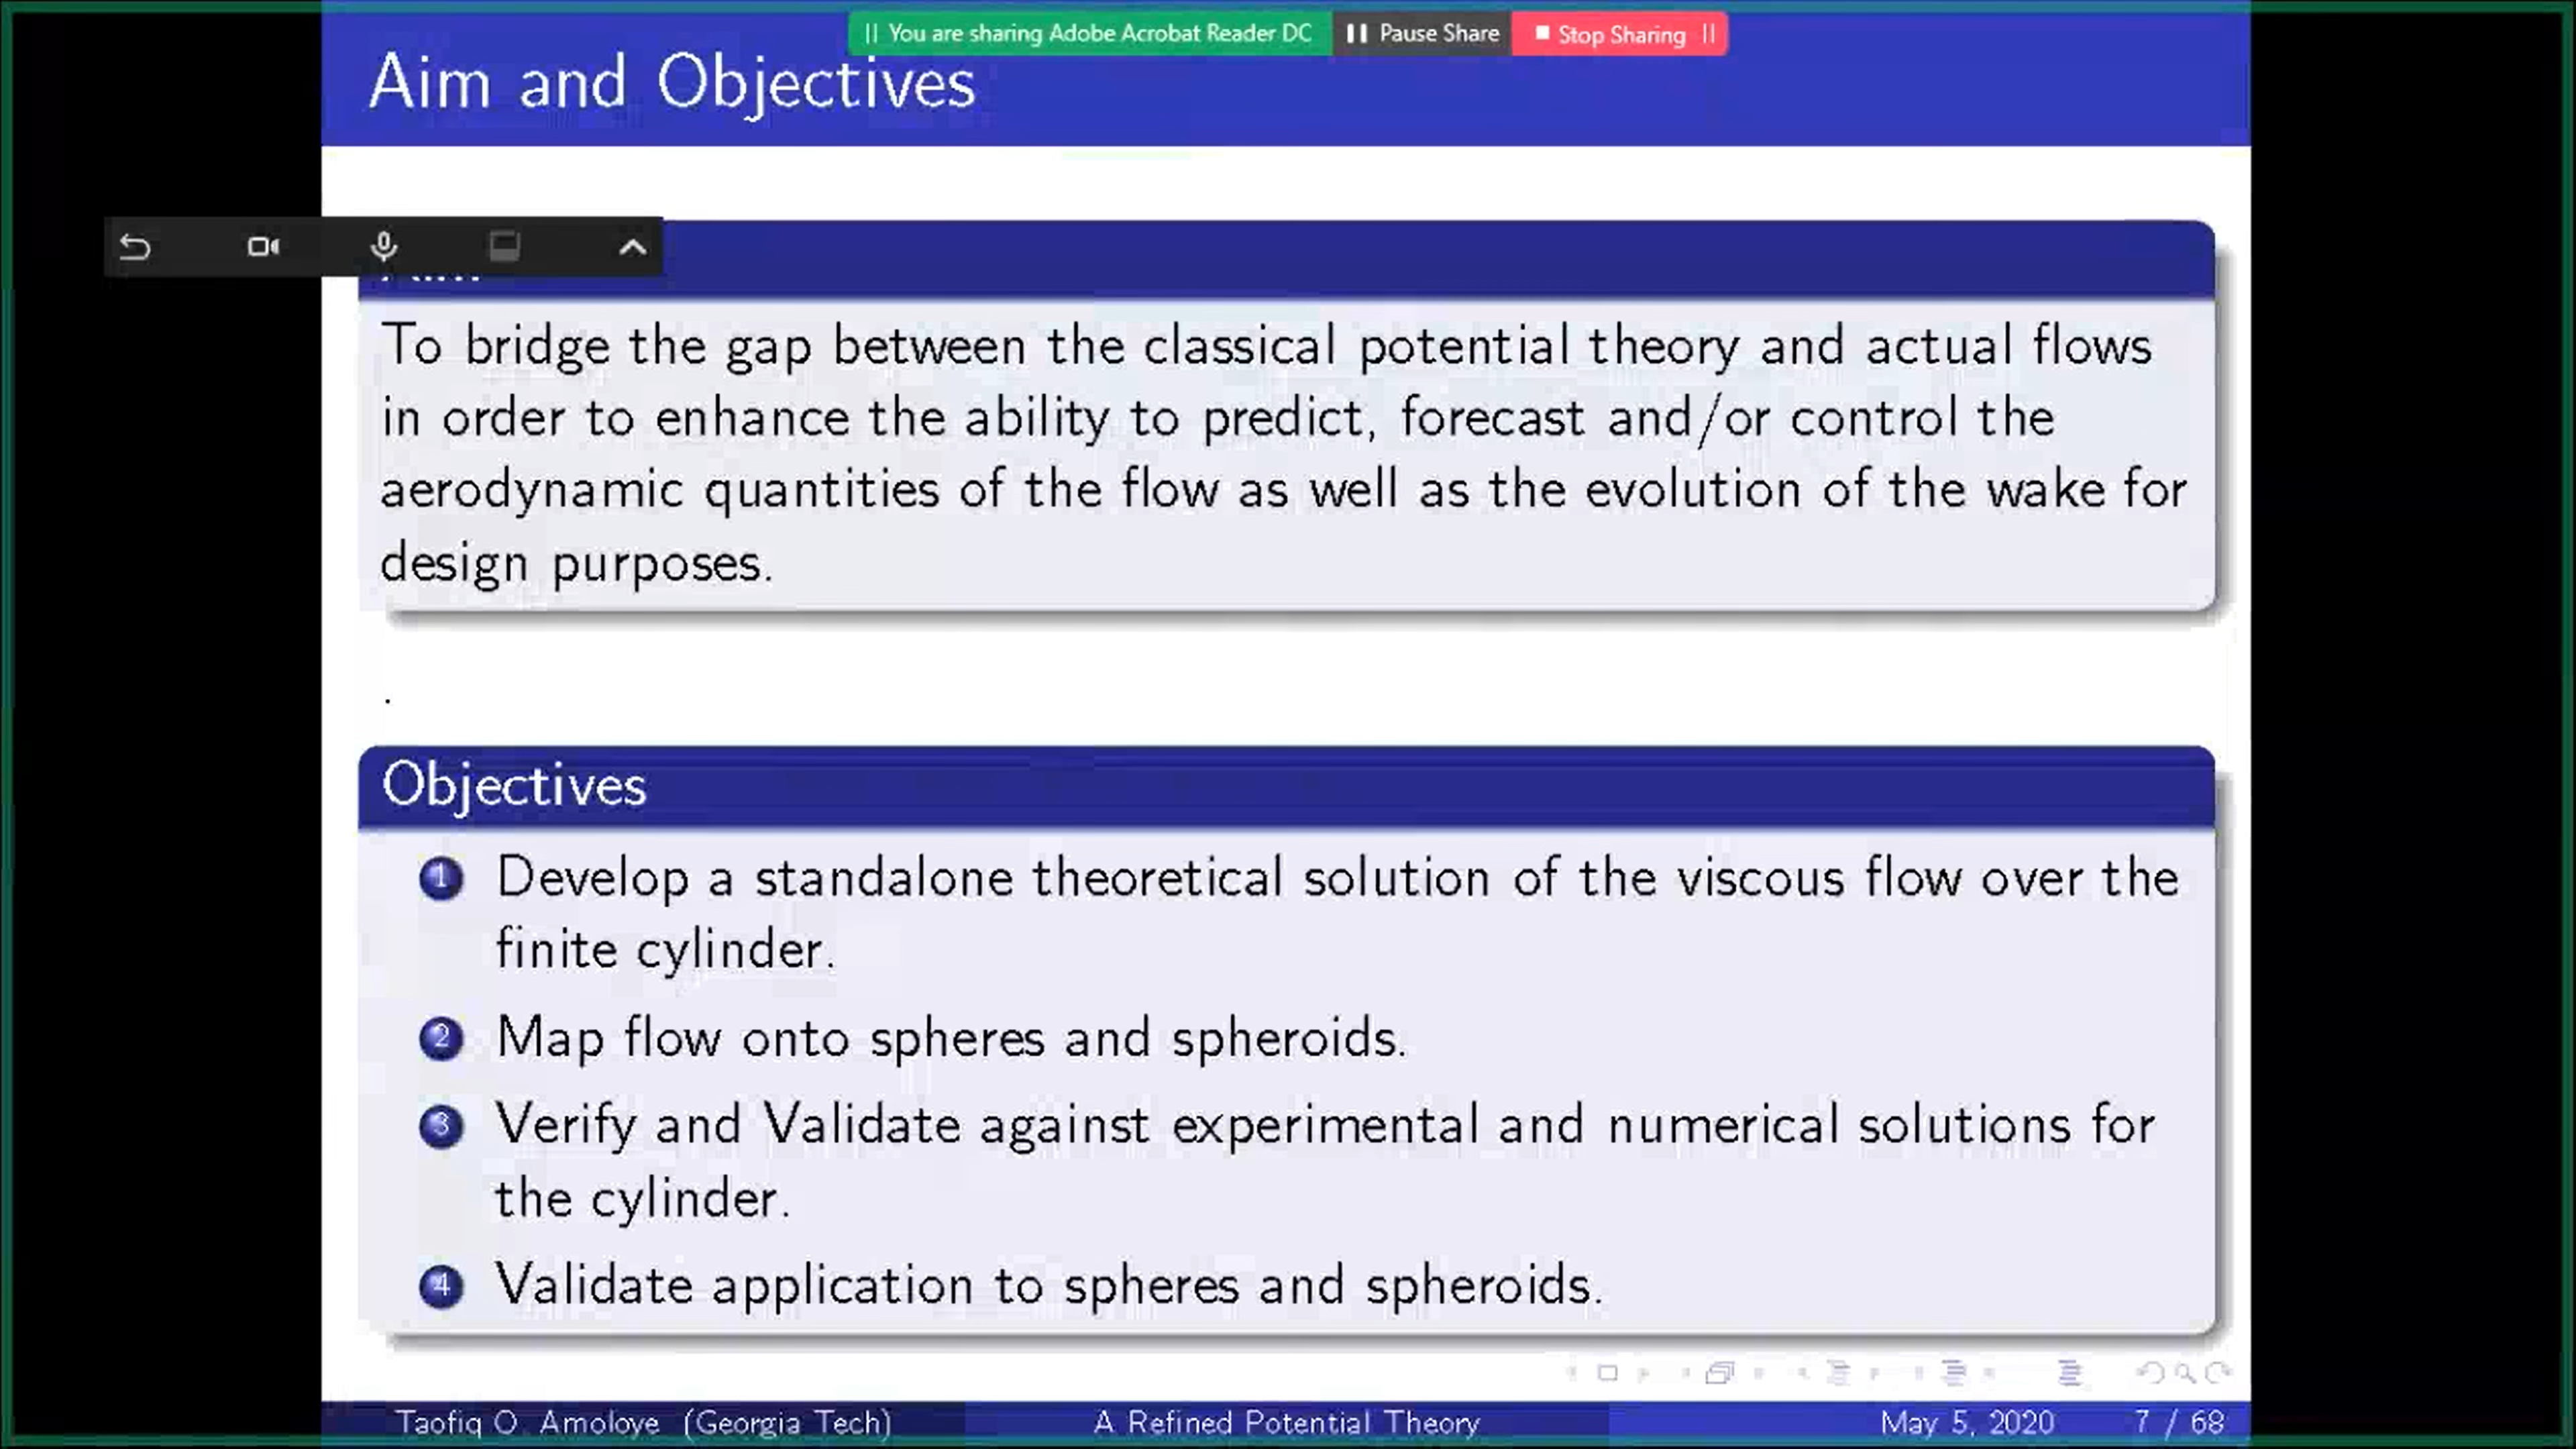 You are sharing Adobe Acrobat Reader DC Pause Share Stop Sharing
Aim and Objectives
To bridge the gap between the classical potential theory and actual flows
in order to enhance the ability to predict, forecast and/or control the
aerodynamic quantities of the flow as well as the evolution of the wake for
design purposes.
.
Objectives
1 Develop a standalone theoretical solution of the viscous flow over the
finite cylinder.
2 Map flow onto spheres and spheroids.
3 Verify and Validate against experimental and numerical solutions for
the cylinder.
4 Validate application to spheres and spheroids.
Taofiq O. Amoloye (Georgia Tech) A Refined Potential Theory May 5, 2020 7 / 68